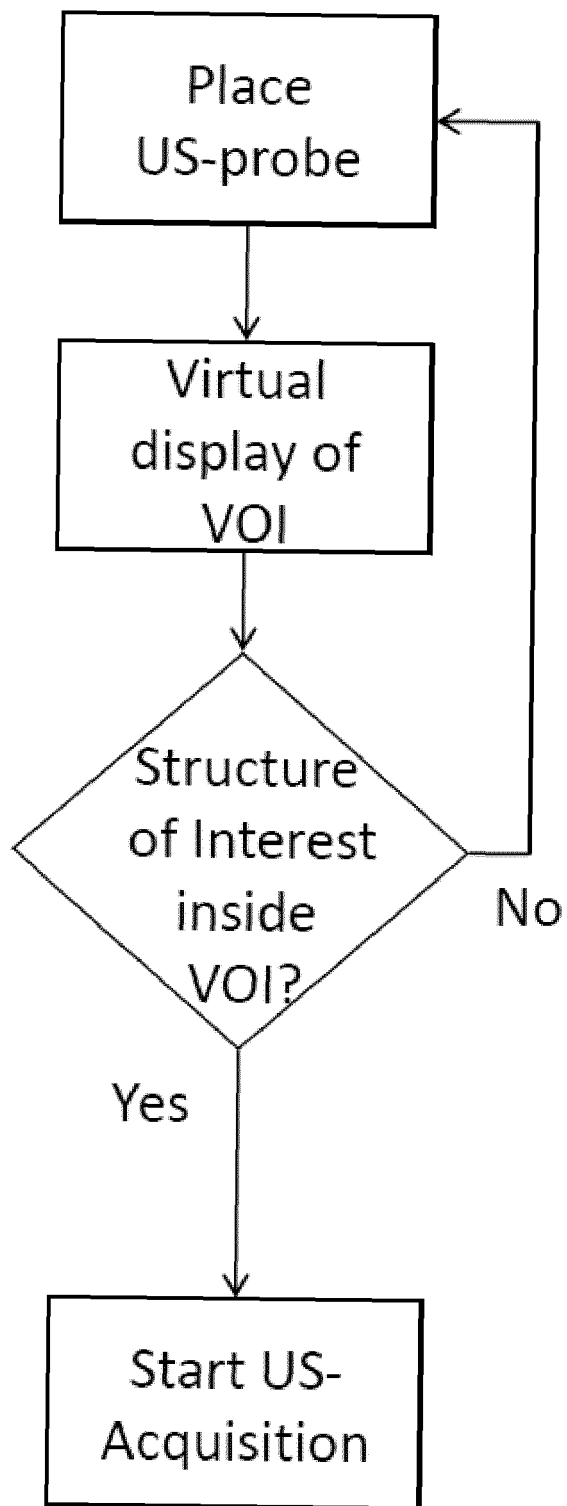 Place
US-probe
Virtual
display of
VOI
Structure
of Interest
inside
VOI?
No
Yes
Start US-
Acquisition